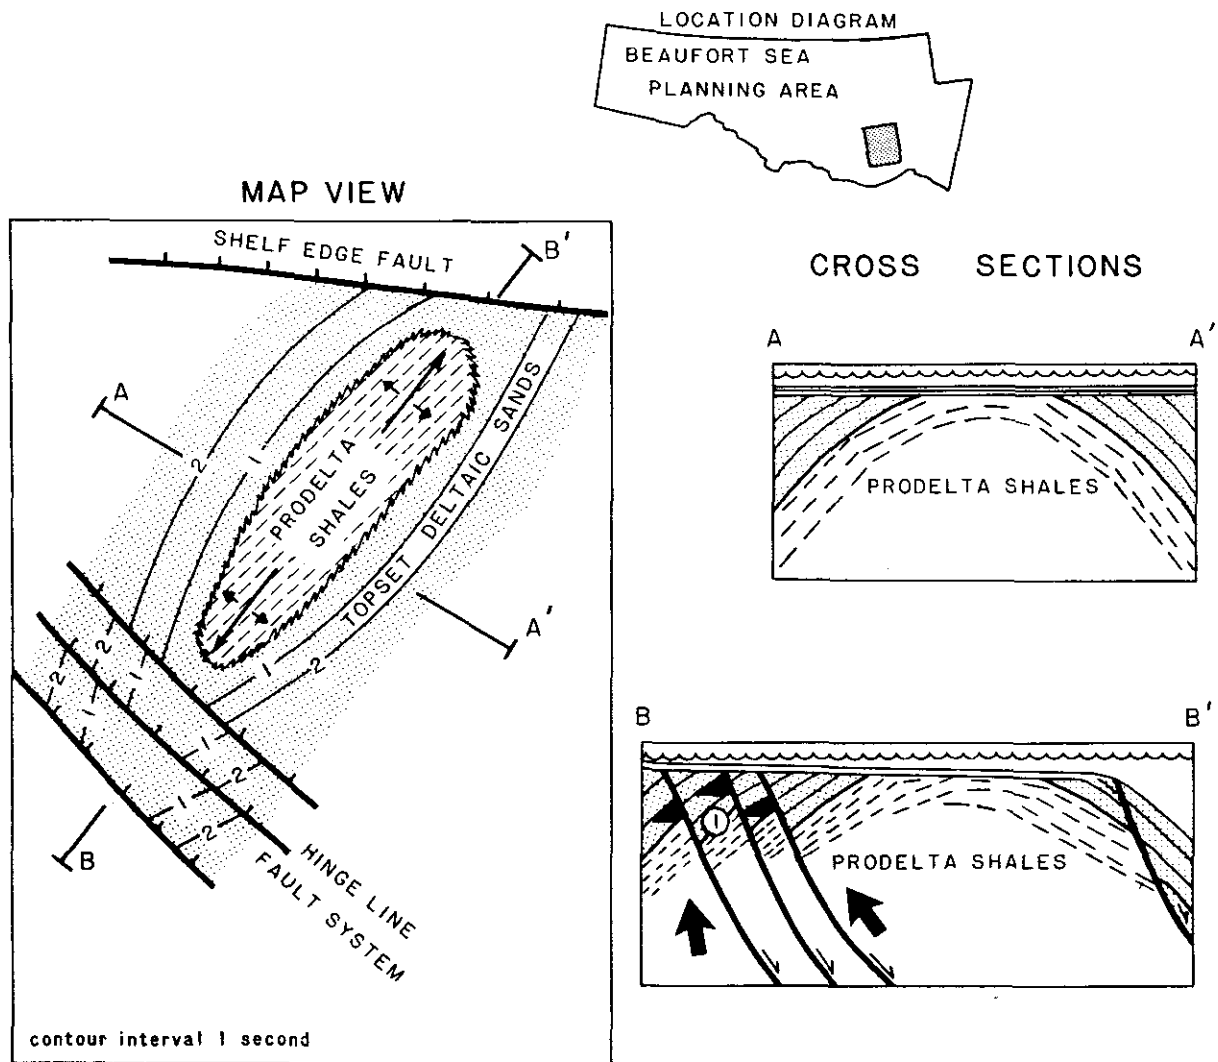 LOCATION DIAGRAM
BEAUFORT SEA
PLANNING AREA
MAP VIEW
SHELF EDGE FAULT
B'
A
2
1
PRODELTA
SHALES
TOPSET DELTAIC SANDS
A'
1
2
2
1
2
1
1
2
1
2
B
HINGE LINE
FAULT SYSTEM
contour interval 1 second
CROSS SECTIONS
A A'
PRODELTA SHALES
B B'
1
PRODELTA SHALES